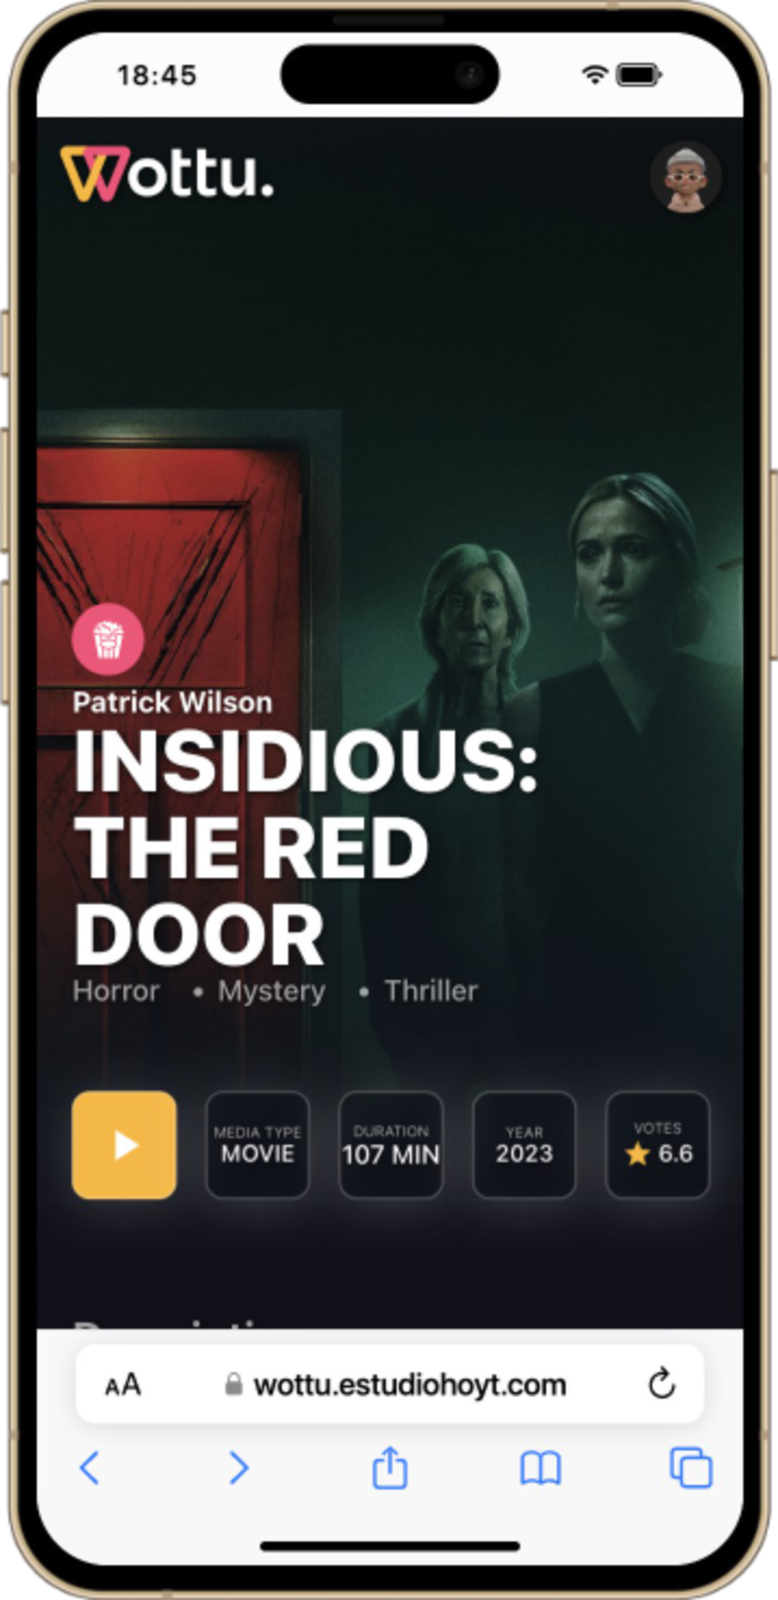 18:45
Wottu.
Patrick Wilson
INSIDIOUS:
THE RED
DOOR
Horror • Mystery • Thriller
MEDIA TYPE
MOVIE
DURATION
107 MIN
YEAR
2023
VOTES
6.6
AA
wottu.estudiohoyt.com